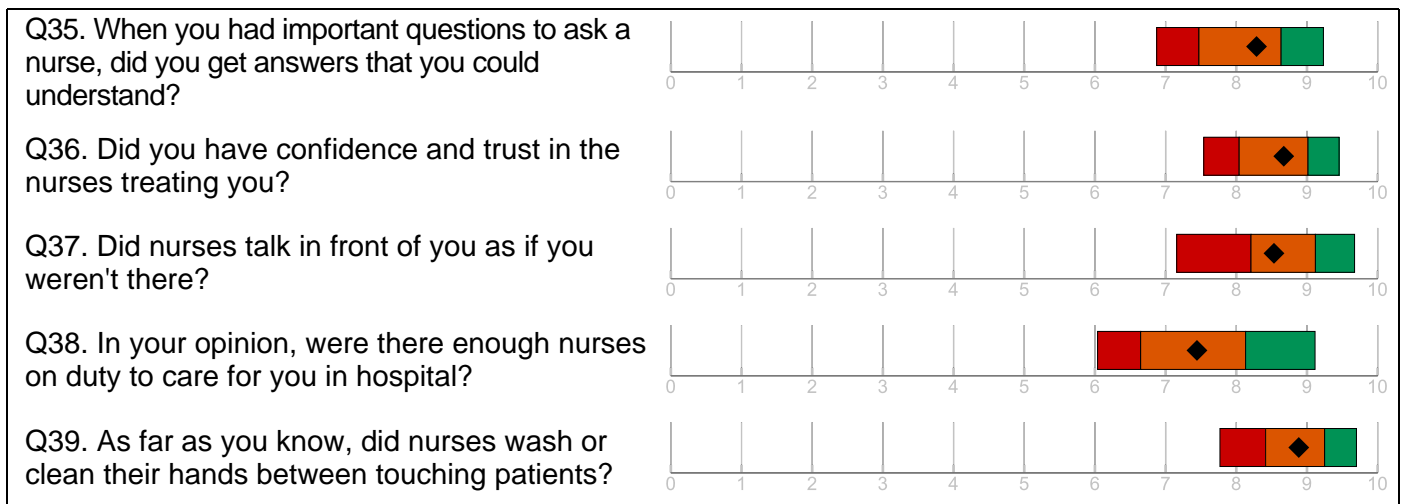 Q35. When you had important questions to ask a
nurse, did you get answers that you could
understand?
0 1 2 3 4 5 6 7 8 9 10
Q36. Did you have confidence and trust in the
nurses treating you?
0 1 2 3 4 5 6 7 8 9 10
Q37. Did nurses talk in front of you as if you
weren't there?
0 1 2 3 4 5 6 7 8 9 10
Q38. In your opinion, were there enough nurses
on duty to care for you in hospital?
0 1 2 3 4 5 6 7 8 9 10
Q39. As far as you know, did nurses wash or
clean their hands between touching patients?
0 1 2 3 4 5 6 7 8 9 10